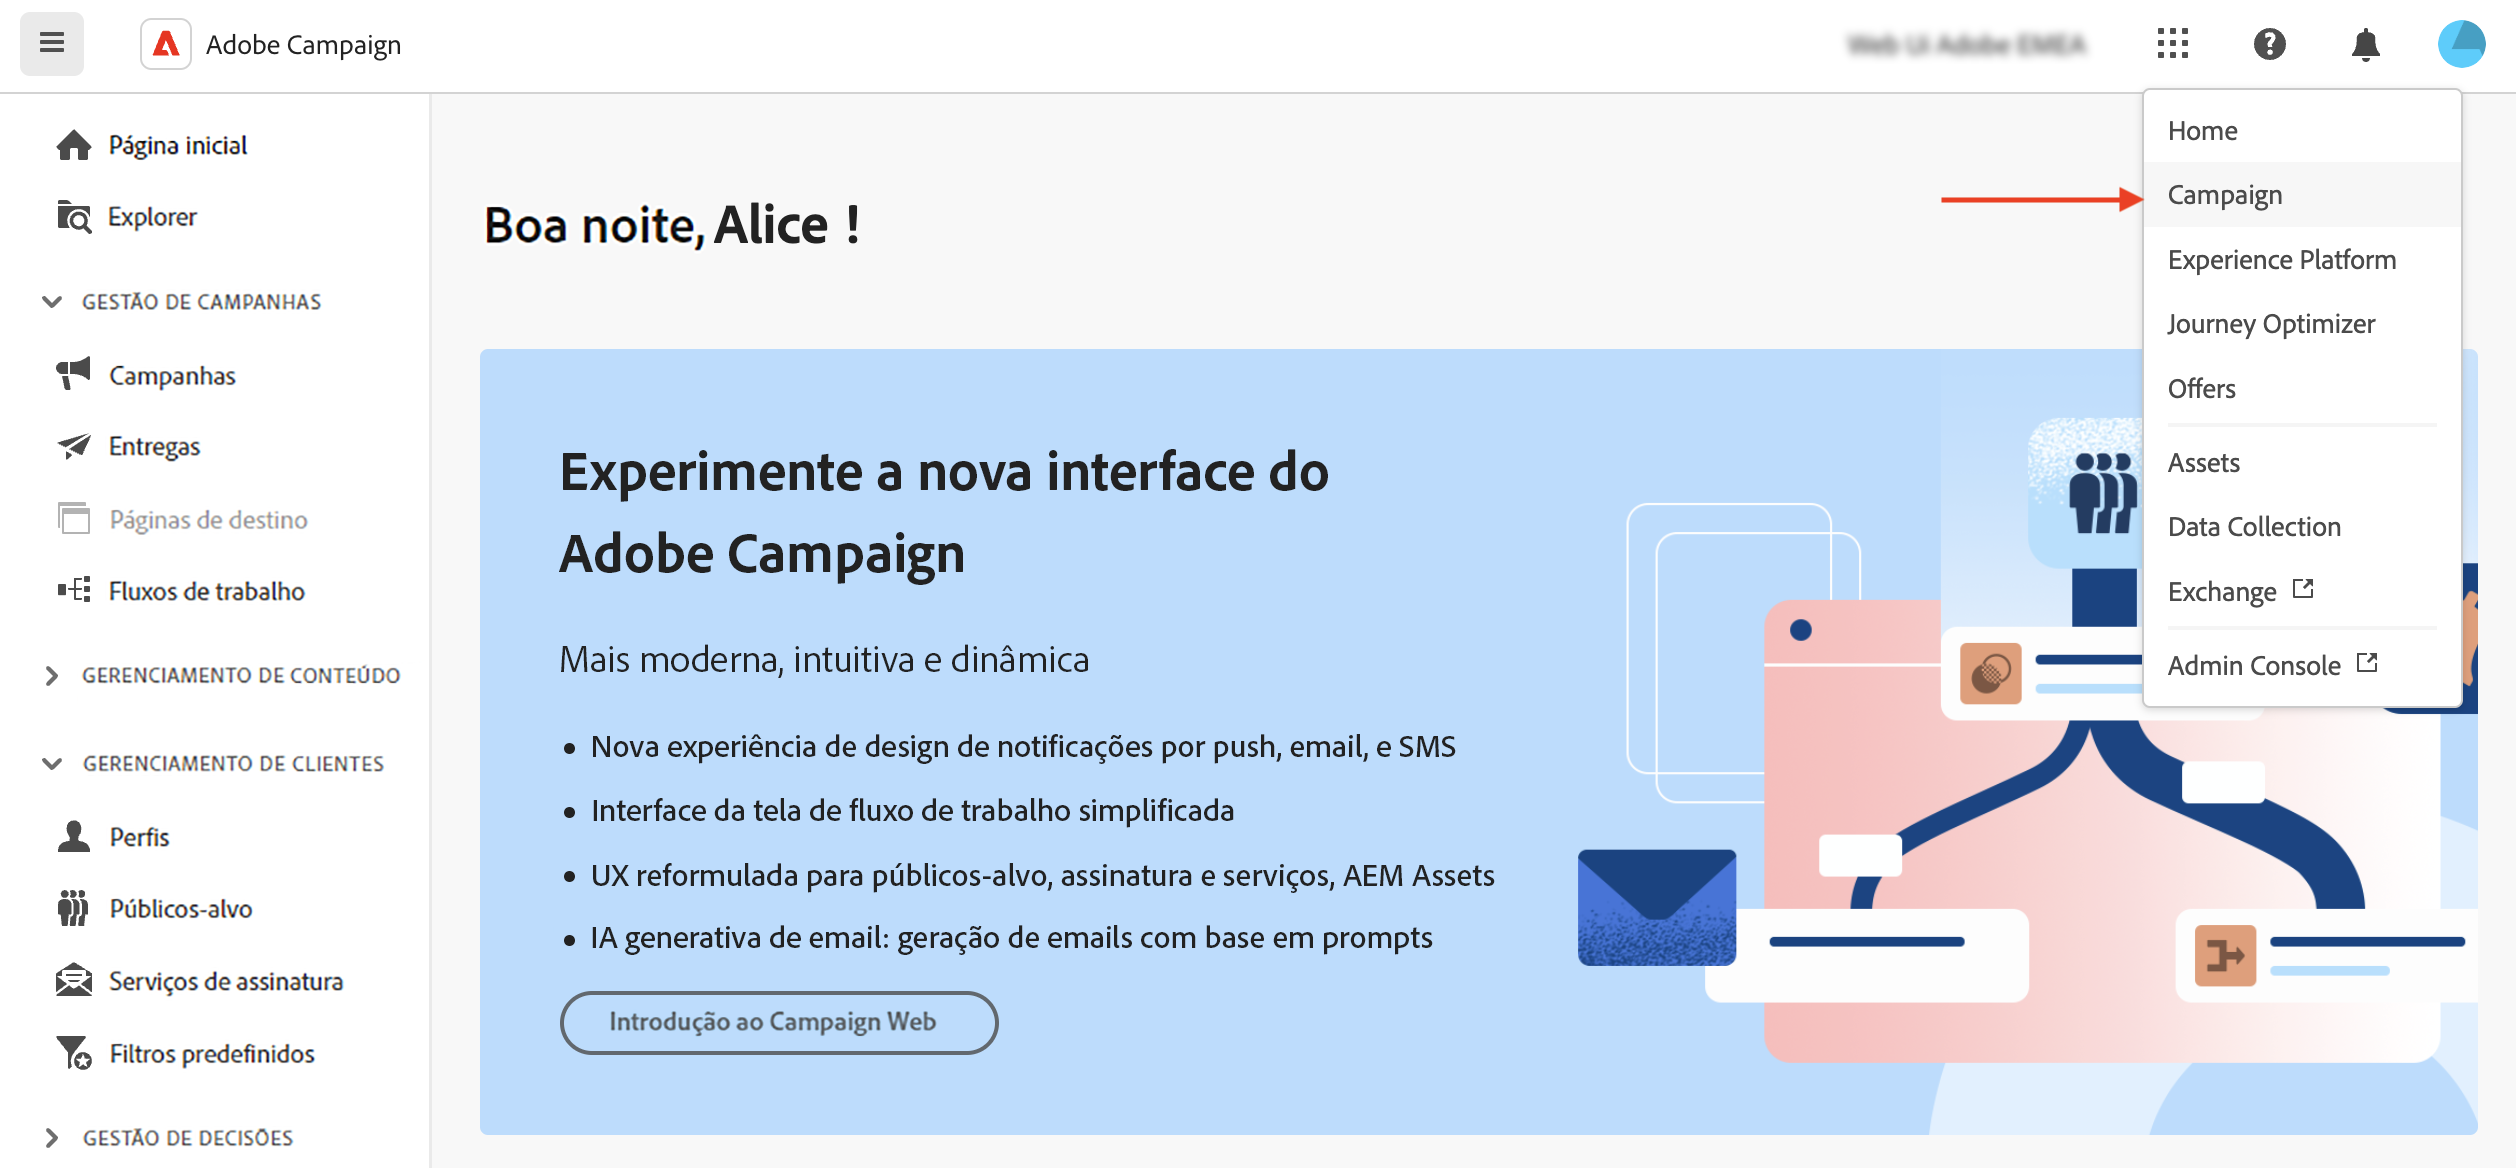 Adobe Campaign
Página inicial
Explorer
GESTÃO DE CAMPANHAS
Campanhas
Entregas
Páginas de destino
Fluxos de trabalho
GERENCIAMENTO DE CONTEÚDO
GERENCIAMENTO DE CLIENTES
Perfis
Públicos-alvo
Serviços de assinatura
Filtros predefinidos
GESTÃO DE DECISÕES
Boa noite, Alice !
Experimente a nova interface do
Adobe Campaign
Mais moderna, intuitiva e dinâmica
• Nova experiência de design de notificações por push, email, e SMS
• Interface da tela de fluxo de trabalho simplificada
• UX reformulada para públicos-alvo, assinatura e serviços, AEM Assets
• IA generativa de email: geração de emails com base em prompts
Introdução ao Campaign Web
Web UI Adobe EMEA
Home
Campaign
Experience Platform
Journey Optimizer
Offers
Assets
Data Collection
Exchange
Admin Console